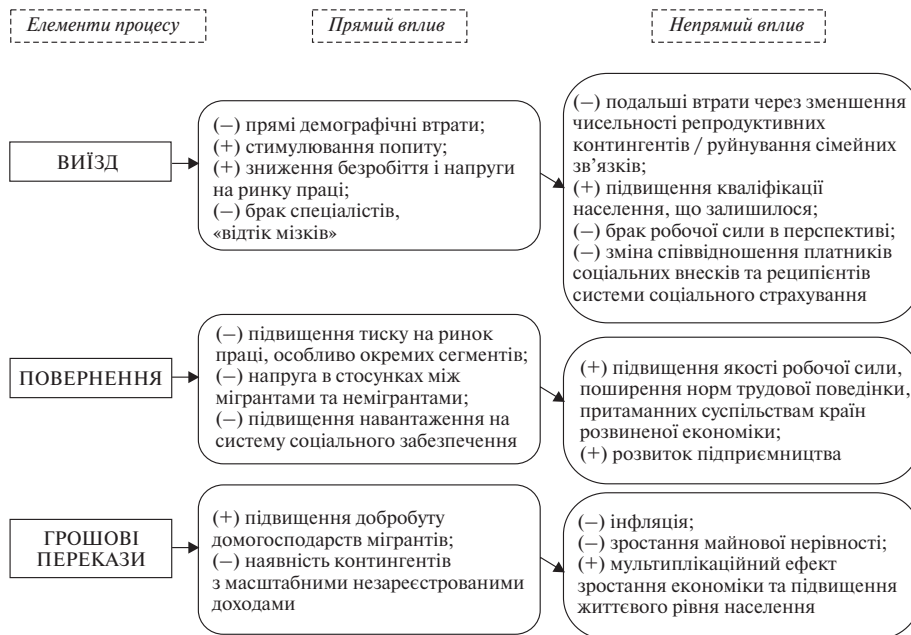 Елементи процесу
Прямий вплив
Непрямий вплив
ВИЇЗД
(–) прямі демографічні втрати;
(+) стимулювання попиту;
(+) зниження безробіття і напруги
на ринку праці;
(–) брак спеціалістів,
«відтік мізків»
(–) подальші втрати через зменшення
чисельності репродуктивних
контингентів / руйнування сімейних
зв’язків;
(+) підвищення кваліфікації
населення, що залишилося;
(–) брак робочої сили в перспективі;
(–) зміна співвідношення платників
соціальних внесків та реципієнтів
системи соціального страхування
ПОВЕРНЕННЯ
(–) підвищення тиску на ринок
праці, особливо окремих сегментів;
(–) напруга в стосунках між
мігрантами та немігрантами;
(–) підвищення навантаження на
систему соціального забезпечення
(+) підвищення якості робочої сили,
поширення норм трудової поведінки,
притаманних суспільствам країн
розвиненої економіки;
(+) розвиток підприємництва
ГРОШОВІ
ПЕРЕКАЗИ
(+) підвищення добробуту
домогосподарств мігрантів;
(–) наявність контингентів
з масштабними незареєстрованими
доходами
(–) інфляція;
(–) зростання майнової нерівності;
(+) мультиплікаційний ефект
зростання економіки та підвищення
життєвого рівня населення